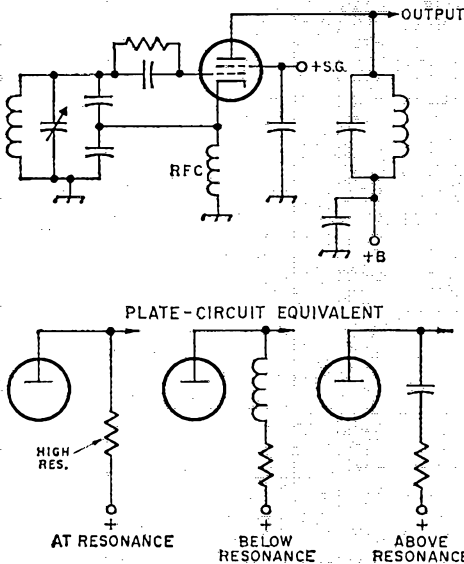 OUTPUT
+S.G.
RFC
+B
PLATE-CIRCUIT EQUIVALENT
HIGH
RES.
+
+
+
AT RESONANCE
BELOW
RESONANCE
ABOVE
RESONANCE